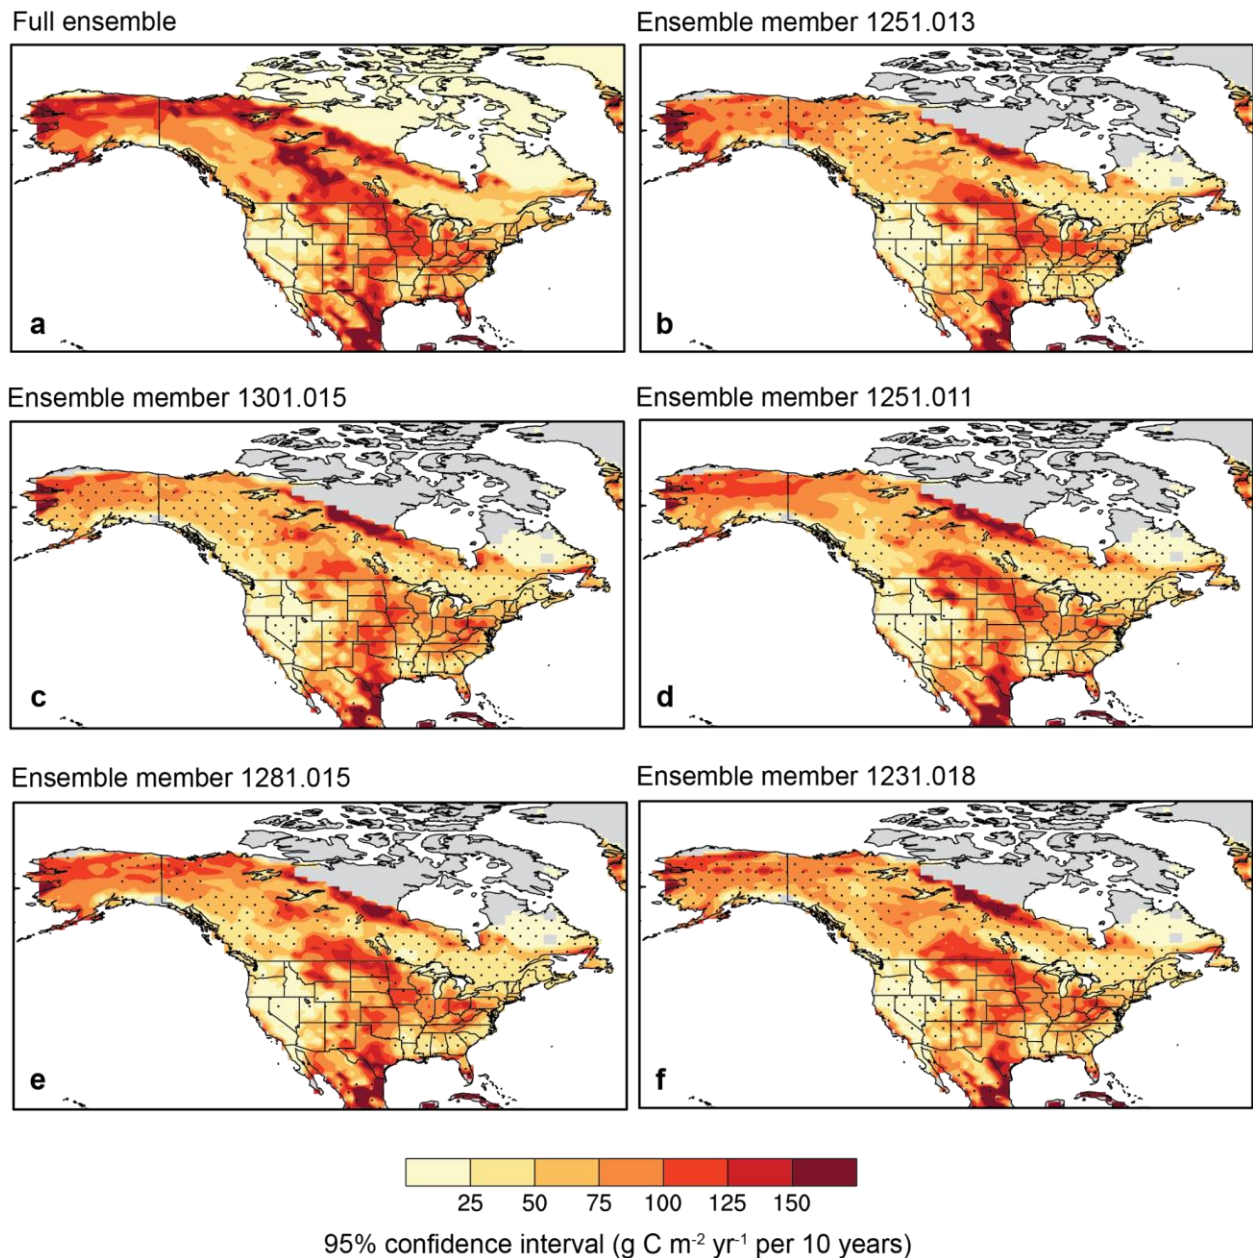 Full ensemble
Ensemble member 1251.013
a
b
Ensemble member 1301.015
Ensemble member 1251.011
c
d
Ensemble member 1281.015
Ensemble member 1231.018
e
f
25 50 75 100 125 150
95% confidence interval (g C m⁻² yr⁻¹ per 10 years)